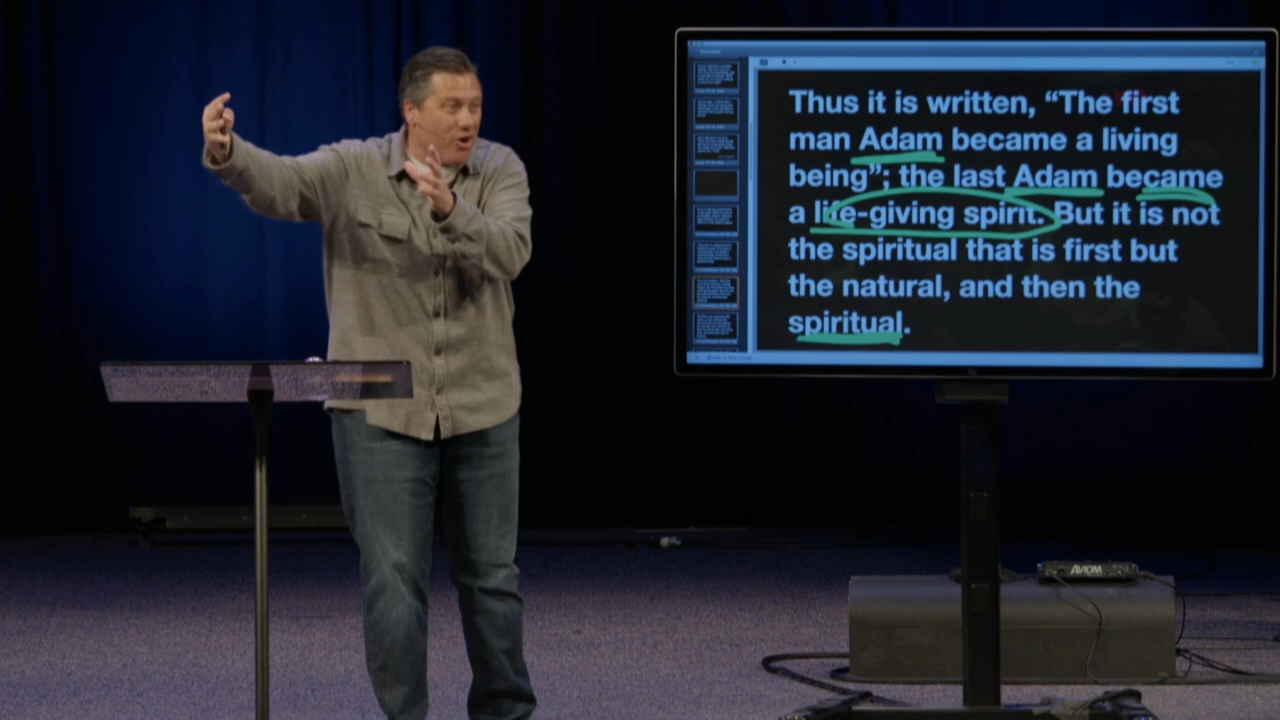 Thus it is written, “The first
man Adam became a living
being”; the last Adam became
a life-giving spirit. But it is not
the spiritual that is first but
the natural, and then the
spiritual.
AVIOM